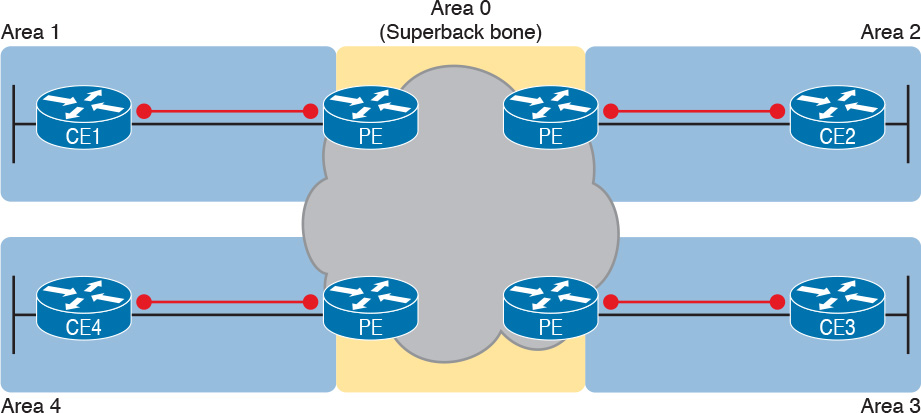 Area 0
(Superback bone)
Area 1
Area 2
CE1
PE
PE
CE2
CE4
PE
PE
CE3
Area 4
Area 3